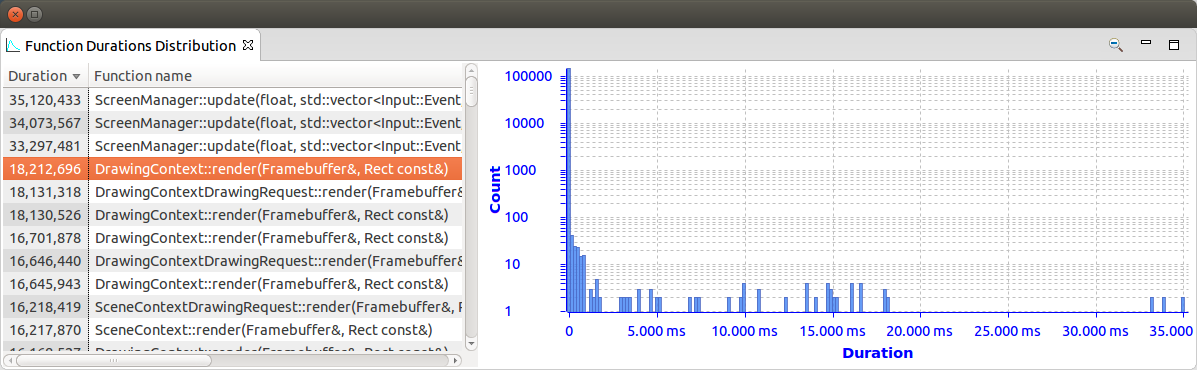 Function Durations Distribution
Duration Function name
35,120,433 ScreenManager::update(float, std::vector<Input::Event
34,073,567 ScreenManager::update(float, std::vector<Input::Event
33,297,481 ScreenManager::update(float, std::vector<Input::Event
18,212,696 DrawingContext::render(Framebuffer&, Rect const&)
18,131,318 DrawingContextDrawingRequest::render(Framebuffer&
18,130,526 DrawingContext::render(Framebuffer&, Rect const&)
16,701,878 DrawingContext::render(Framebuffer&, Rect const&)
16,646,440 DrawingContextDrawingRequest::render(Framebuffer&
16,645,943 DrawingContext::render(Framebuffer&, Rect const&)
16,218,419 SceneContextDrawingRequest::render(Framebuffer&, F
16,217,870 SceneContext::render(Framebuffer&, Rect const&)
100000
10000
1000
100
10
1
Count
0 5.000 ms 10.000 ms 15.000 ms 20.000 ms 25.000 ms 30.000 ms 35.000
Duration